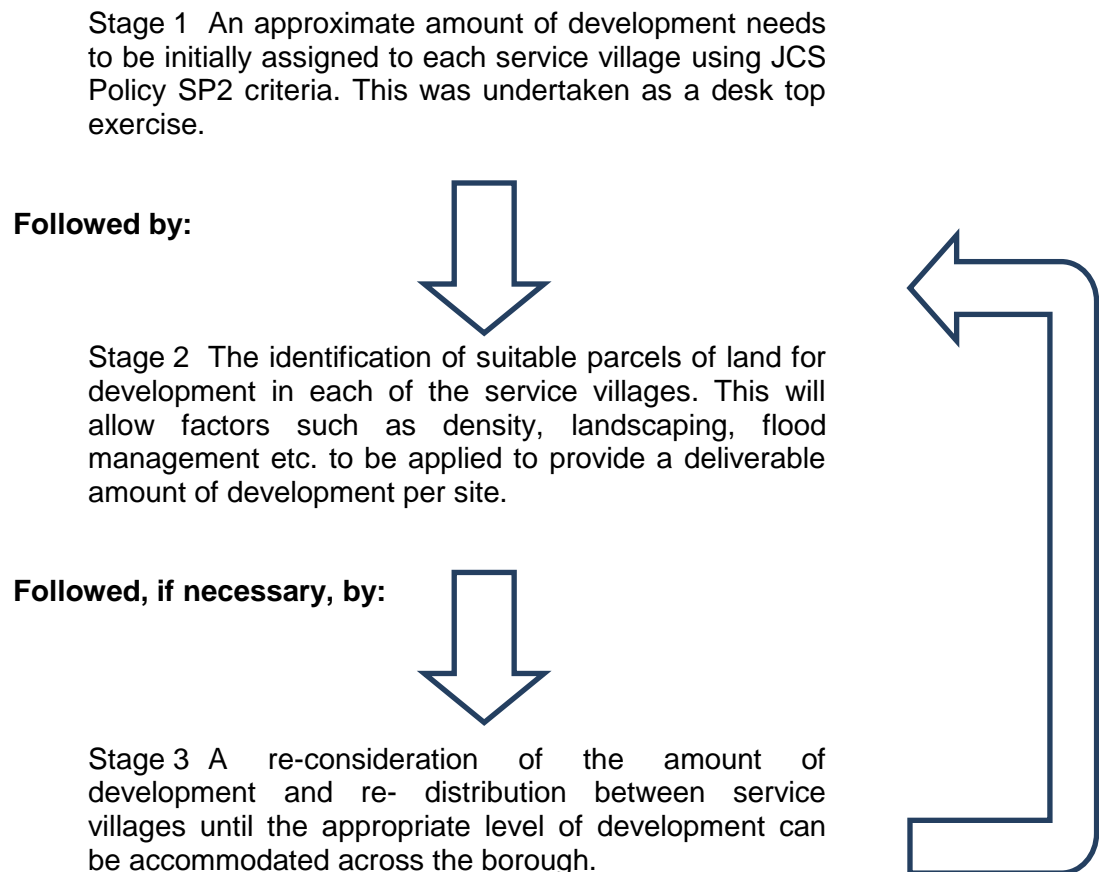 Stage 1 An approximate amount of development needs
to be initially assigned to each service village using JCS
Policy SP2 criteria. This was undertaken as a desk top
exercise.
Followed by:
Stage 2 The identification of suitable parcels of land for
development in each of the service villages. This will
allow factors such as density, landscaping, flood
management etc. to be applied to provide a deliverable
amount of development per site.
Followed, if necessary, by:
Stage 3 A re-consideration of the amount of
development and re- distribution between service
villages until the appropriate level of development can
be accommodated across the borough.